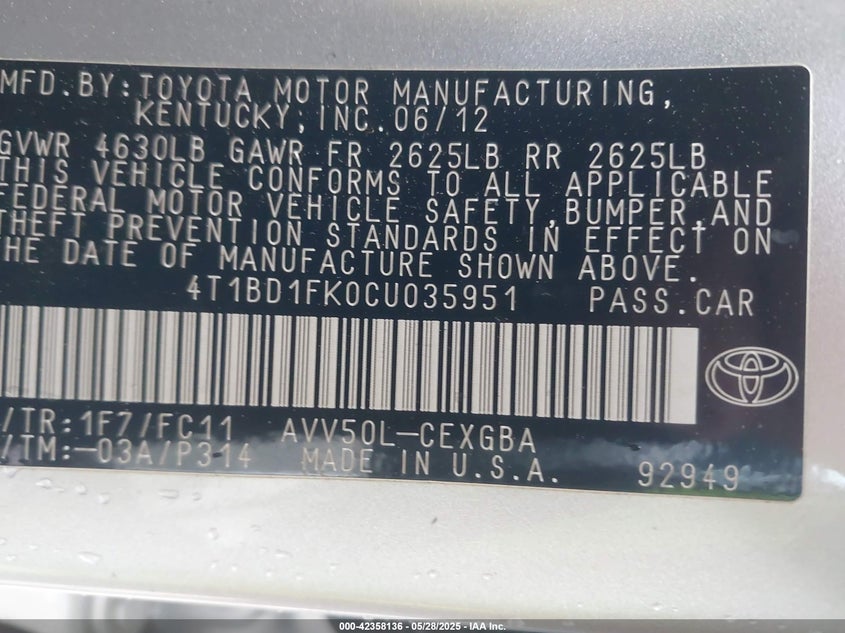 MFD. BY: TOYOTA MOTOR MANUFACTURING,
KENTUCKY, INC. 06/12
GVWR 4630LB GAWR FR 2625LB RR 2625LB
THIS VEHICLE CONFORMS TO ALL APPLICABLE
FEDERAL MOTOR VEHICLE SAFETY, BUMPER, AND
THEFT PREVENTION STANDARDS IN EFFECT ON
THE DATE OF MANUFACTURE SHOWN ABOVE.
4T1BD1FK0CU035951 PASS. CAR
/TR: 1F7/FC11 AVV50L-CEXGBA
/TM: -03A/P314 MADE IN U.S.A. 92949
000-42358136 - 05/28/2025 - IAA Inc.